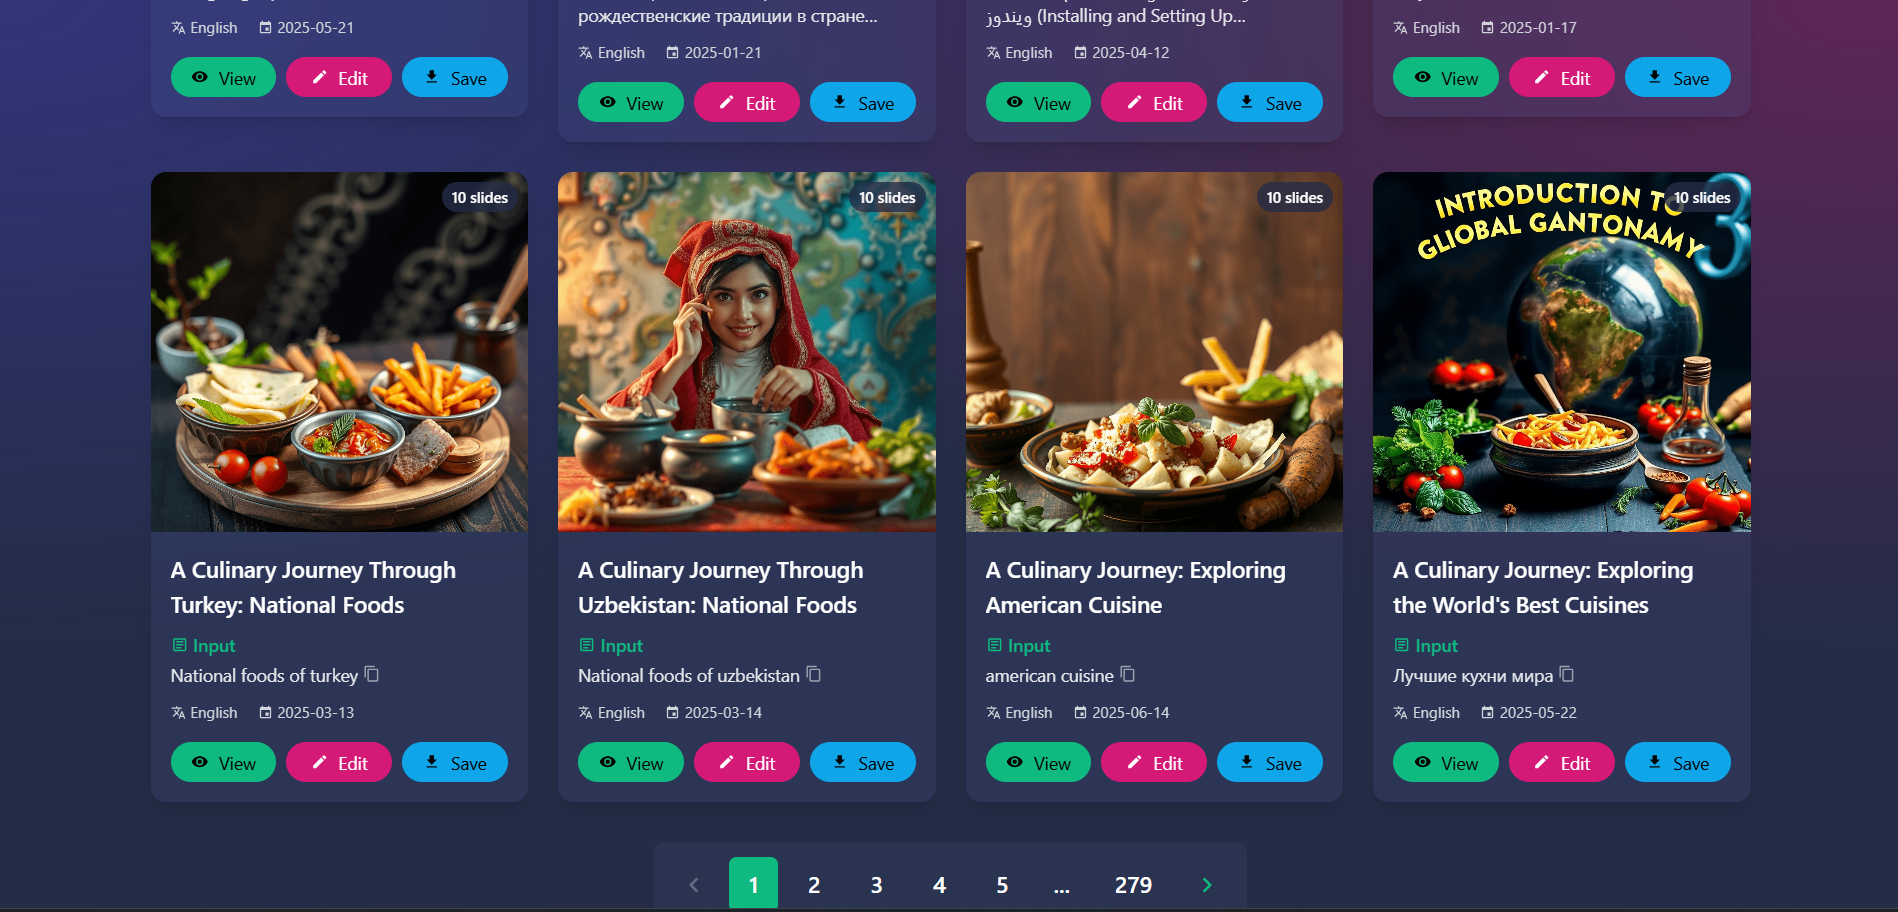 English 2025-05-21
View Edit Save
рождественские традиции в стране...
English 2025-01-21
View Edit Save
ویندوز (Installing and Setting Up...
English 2025-04-12
View Edit Save
English 2025-01-17
View Edit Save
10 slides
A Culinary Journey Through
Turkey: National Foods
Input
National foods of turkey
English 2025-03-13
View Edit Save
10 slides
A Culinary Journey Through
Uzbekistan: National Foods
Input
National foods of uzbekistan
English 2025-03-14
View Edit Save
10 slides
A Culinary Journey: Exploring
American Cuisine
Input
american cuisine
English 2025-06-14
View Edit Save
INTRODUCTION TO
GLIOBAL GANTONAMY
3
10 slides
A Culinary Journey: Exploring
the World's Best Cuisines
Input
Лучшие кухни мира
English 2025-05-22
View Edit Save
1 2 3 4 5 ... 279